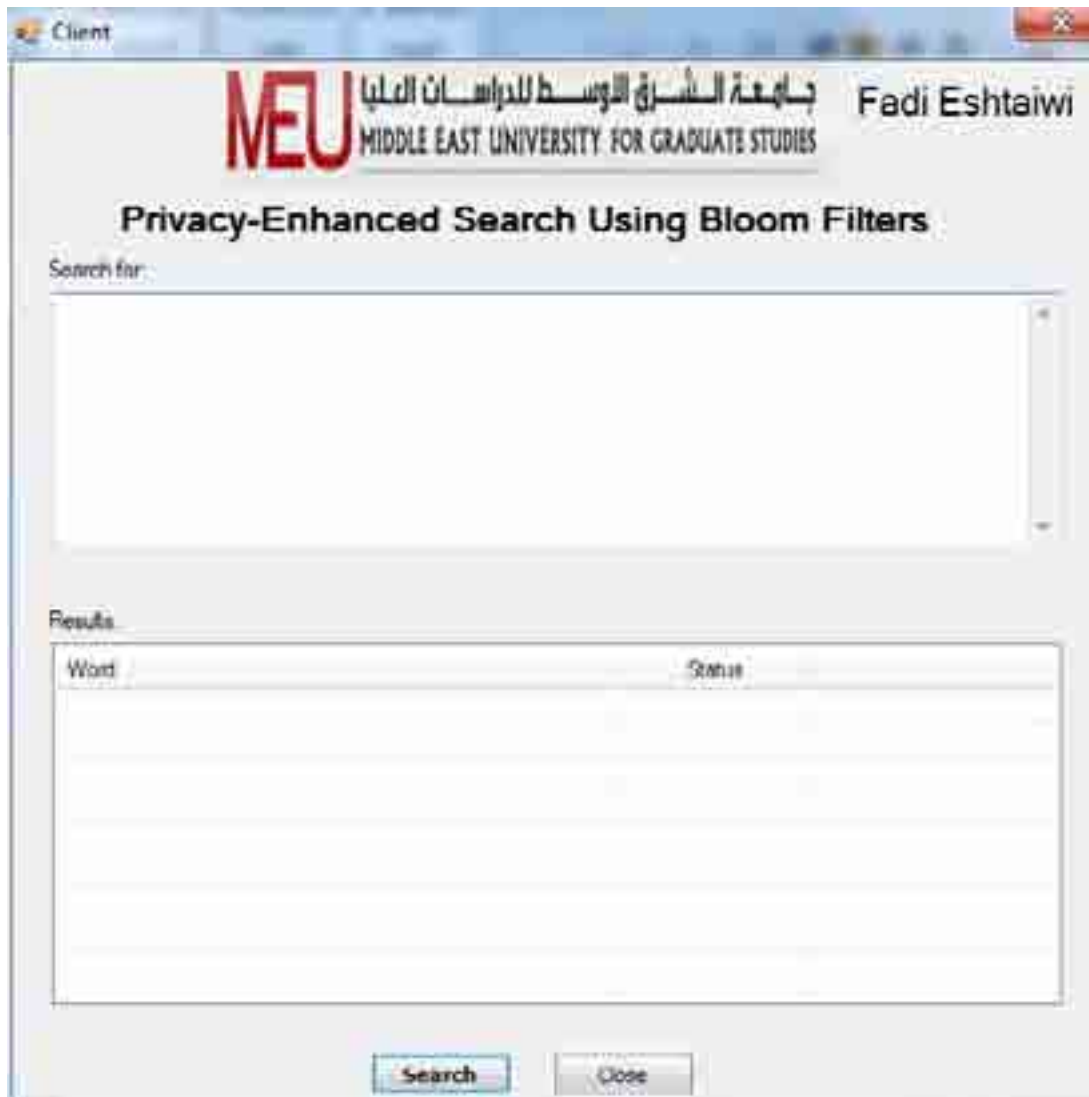 Client
MEU
جامعة الشرق الاوسط للدراسات العليا
MIDDLE EAST UNIVERSITY FOR GRADUATE STUDIES
Fadi Eshtaiwi
Privacy-Enhanced Search Using Bloom Filters
Search for:
Results
Word Status
Search Close